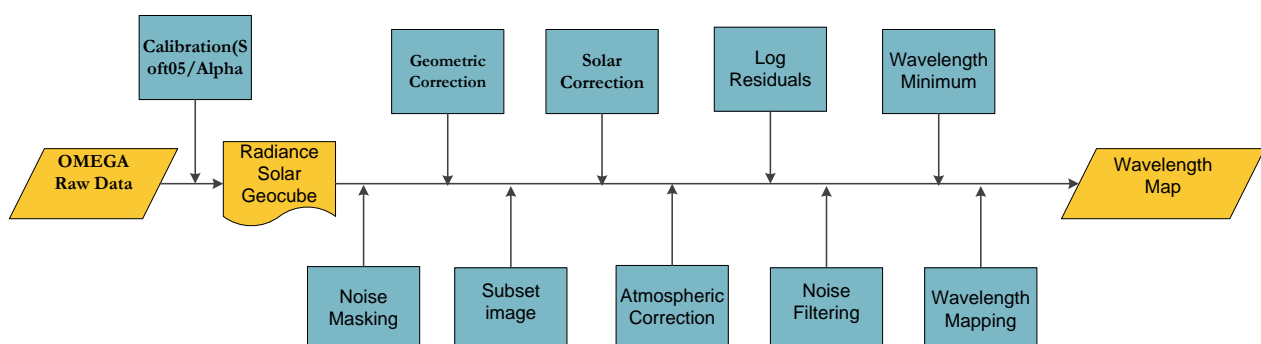 Calibration(S
oft05/Alpha
Geometric
Correction
Solar
Correction
Log
Residuals
Wavelength
Minimum
OMEGA
Raw Data
Radiance
Solar
Geocube
Wavelength
Map
Noise
Masking
Subset
image
Atmospheric
Correction
Noise
Filtering
Wavelength
Mapping